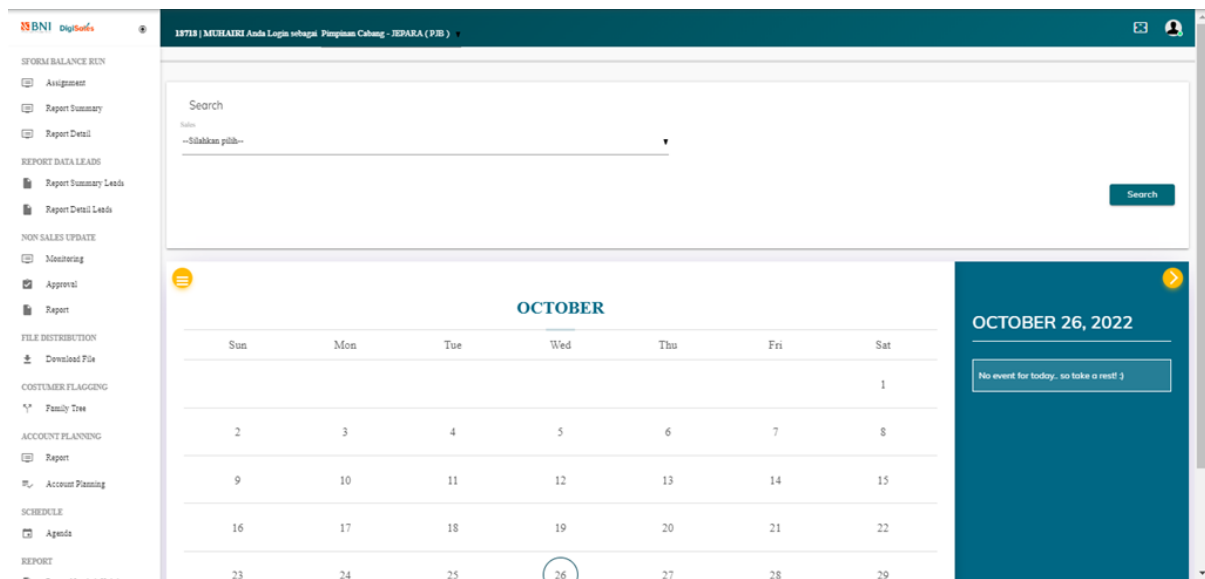 BNI DigiSales
13713 | MUHAIRI Anda Login sebagai Pimpinan Cabang - JEPARA ( PJB )
SFORM BALANCE RUN
Assignment
Report Summary
Report Detail
REPORT DATA LEADS
Report Summary Leads
Report Detail Leads
NON SALES UPDATE
Monitoring
Approval
Report
FILE DISTRIBUTION
Download File
COSTUMER FLAGGING
Family Tree
ACCOUNT PLANNING
Report
Account Planning
SCHEDULE
Agenda
REPORT
Search
Sales
--Silahkan pilih--
Search
OCTOBER
Sun Mon Tue Wed Thu Fri Sat
1
2 3 4 5 6 7 8
9 10 11 12 13 14 15
16 17 18 19 20 21 22
23 24 25 26 27 28 29
OCTOBER 26, 2022
No event for today.. so take a rest! :)